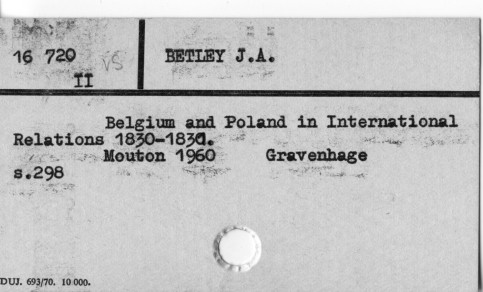 16 720 VS BETLEY J.A.
II
Belgium and Poland in International
Relations 1830-1831.
Mouton 1960 Gravenhage
s.298
DUJ. 693/70. 10 000.